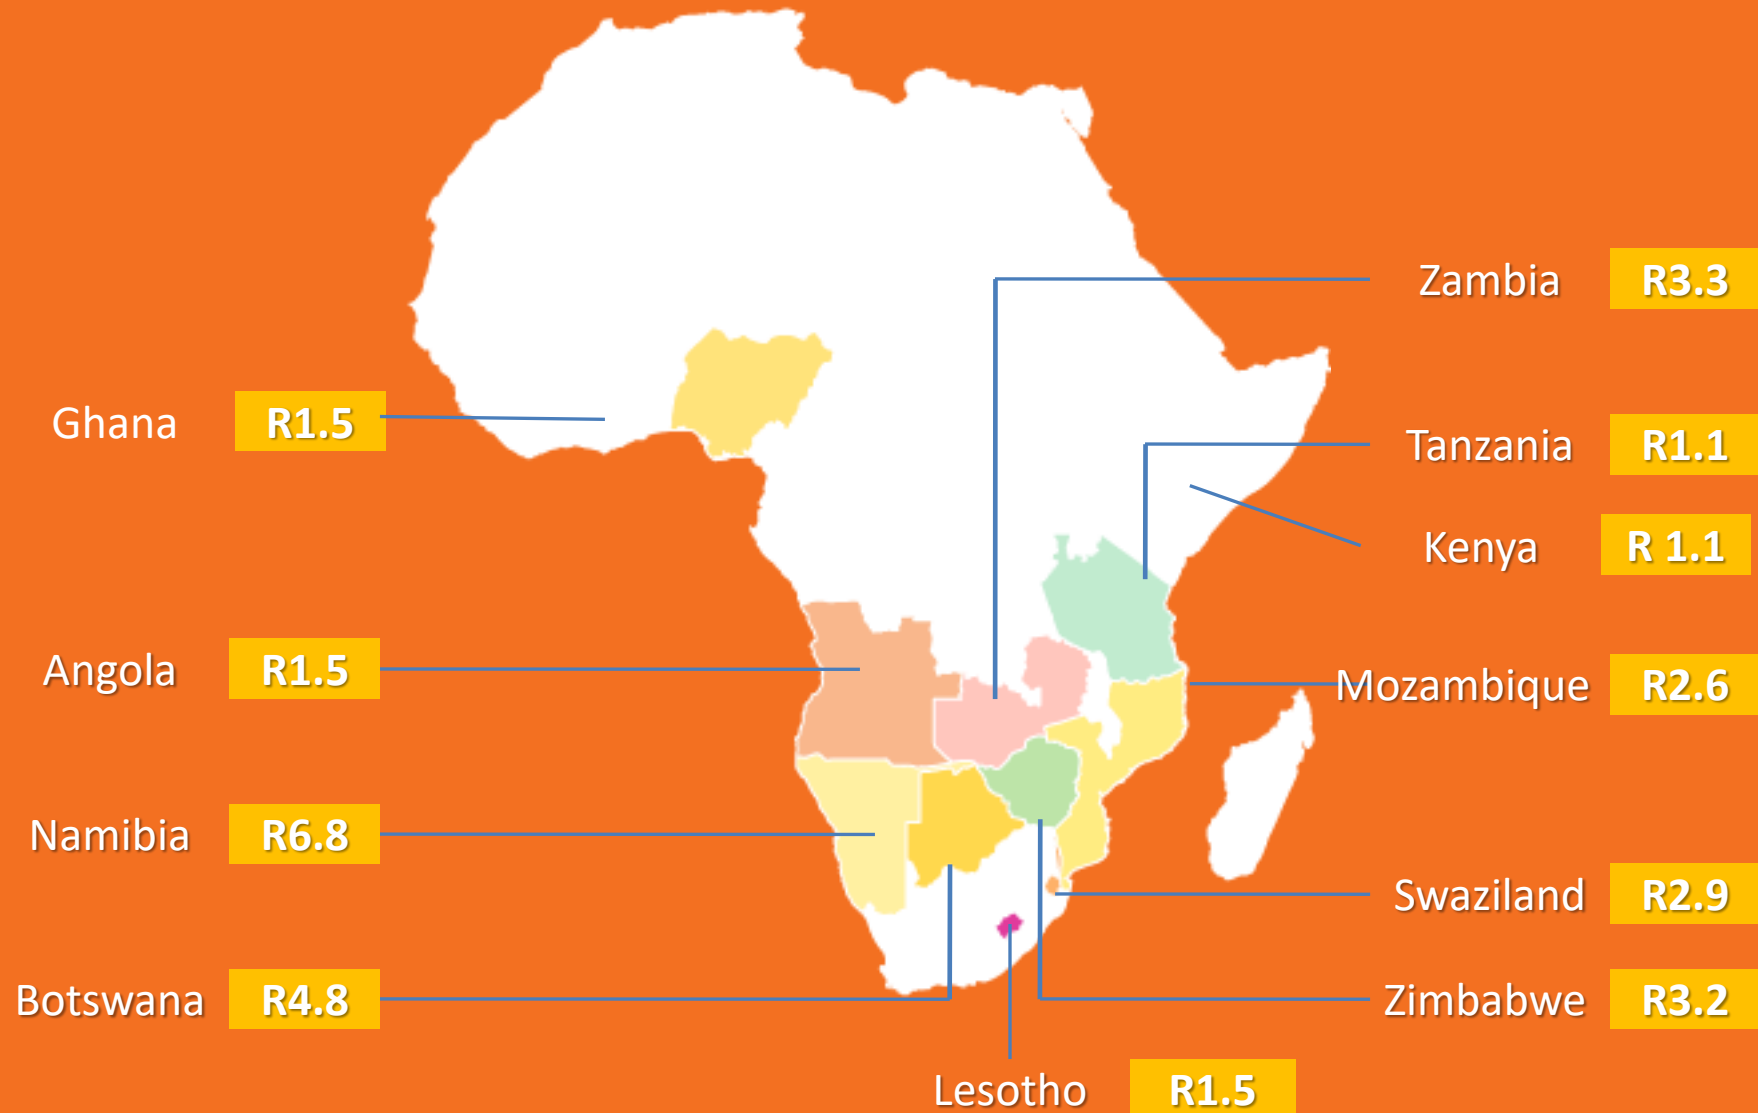 Zambia R3.3
Ghana R1.5
Tanzania R1.1
Kenya R 1.1
Angola R1.5
Mozambique R2.6
Namibia R6.8
Swaziland R2.9
Botswana R4.8
Zimbabwe R3.2
Lesotho R1.5